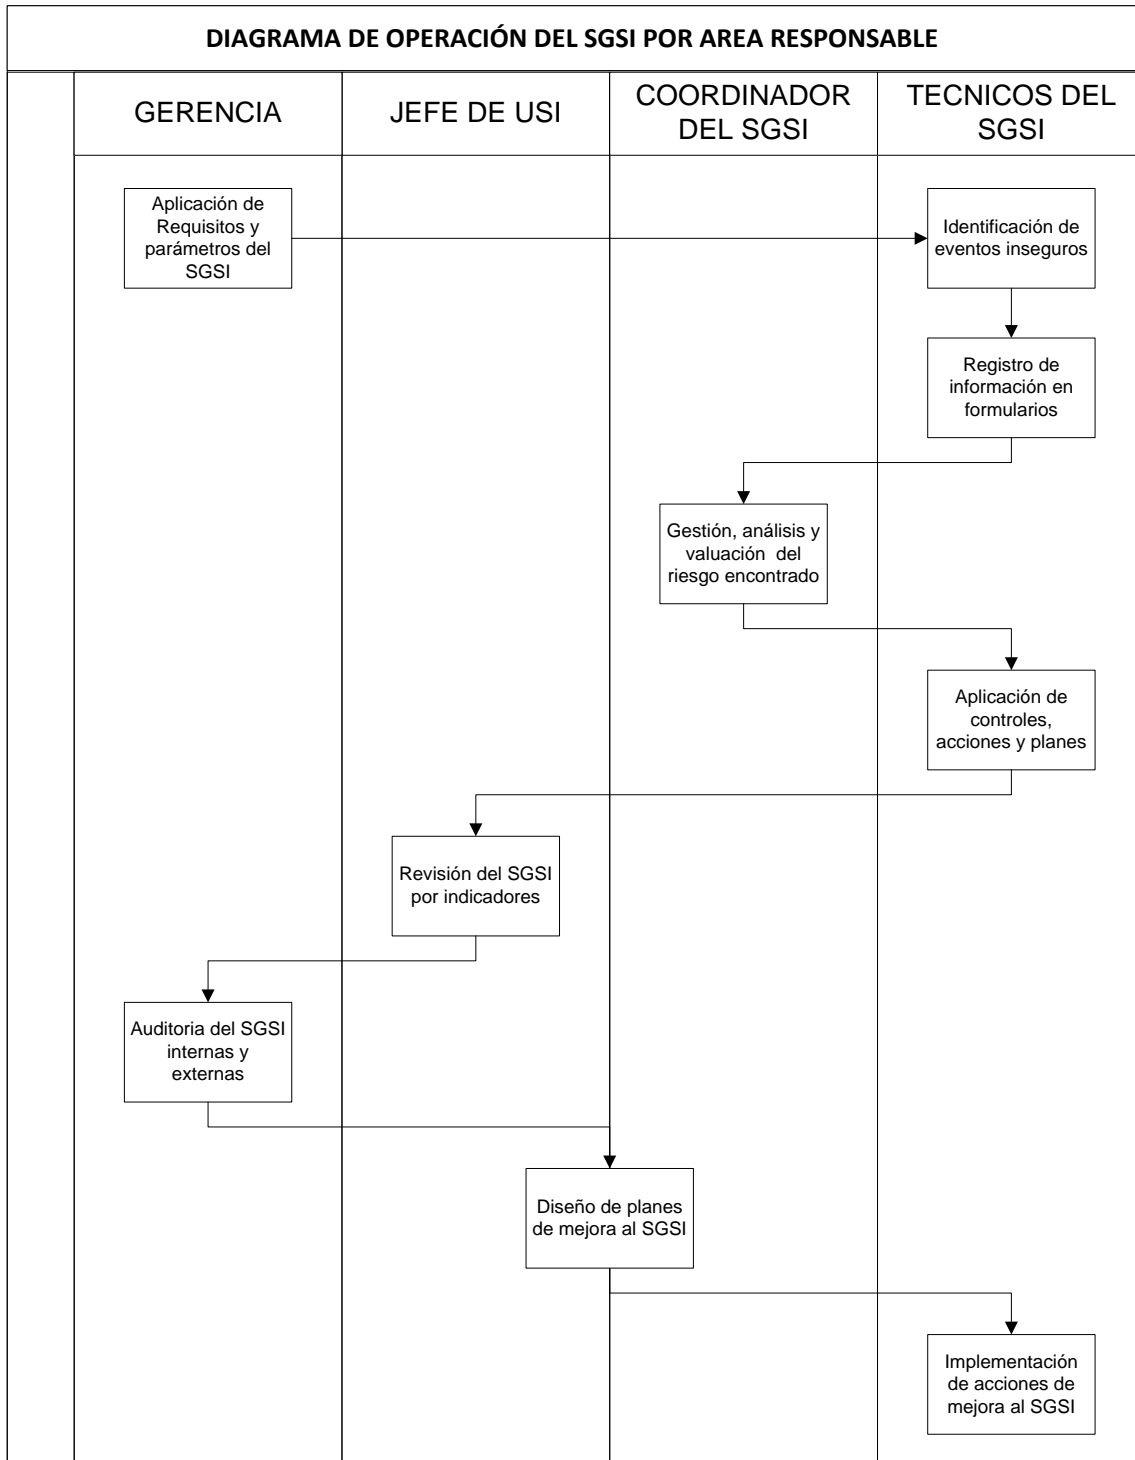 DIAGRAMA DE OPERACIÓN DEL SGSI POR AREA RESPONSABLE
GERENCIA
JEFE DE USI
COORDINADOR
DEL SGSI
TECNICOS DEL
SGSI
Aplicación de
Requisitos y
parámetros del
SGSI
Identificación de
eventos inseguros
Registro de
información en
formularios
Gestión, análisis y
valuación del
riesgo encontrado
Aplicación de
controles,
acciones y planes
Revisión del SGSI
por indicadores
Auditoria del SGSI
internas y
externas
Diseño de planes
de mejora al SGSI
Implementación
de acciones de
mejora al SGSI